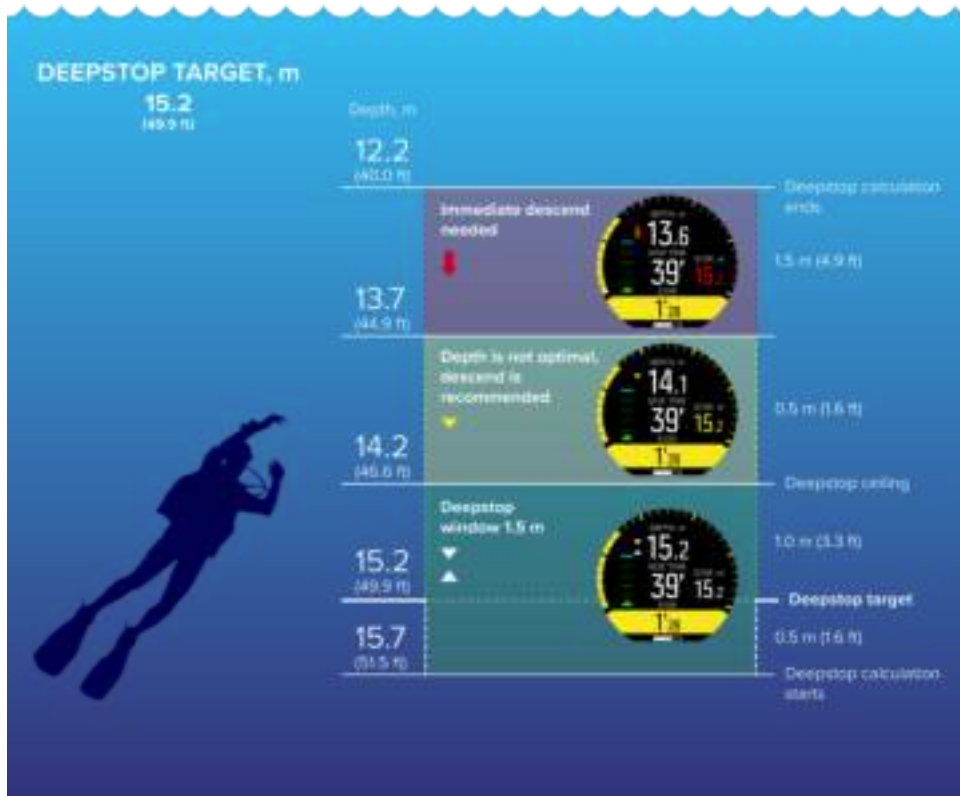 DEEPSTOP TARGET, m
15.2
(49.9 ft)
Depth, m
12.2
(40.0 ft)
Deepstop calculation
ends
Immediate descend
needed
13.6
39'
15.2
1'28
1.5 m (4.9 ft)
13.7
(44.9 ft)
Depth is not optimal,
descend is
recommended
14.1
39'
15.2
1'28
0.5 m (1.6 ft)
14.2
(46.6 ft)
Deepstop ceiling
Deepstop
window 1.5 m
15.2
39'
15.2
1'28
1.0 m (3.3 ft)
15.2
(49.9 ft)
Deepstop target
0.5 m (1.6 ft)
15.7
(51.5 ft)
Deepstop calculation
starts